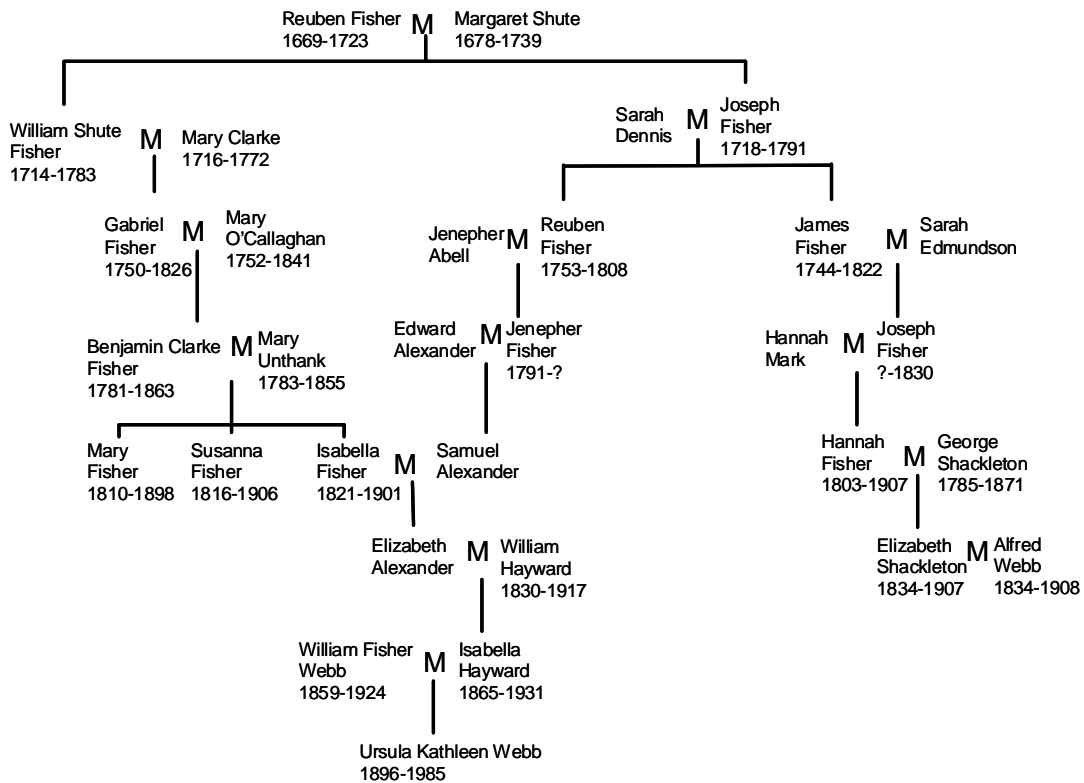 Reuben Fisher
1669-1723
M
Margaret Shute
1678-1739
William Shute
Fisher
1714-1783
M
Mary Clarke
1716-1772
Sarah
Dennis
M
Joseph
Fisher
1718-1791
Gabriel
Fisher
1750-1826
M
Mary
O'Callaghan
1752-1841
Jenepher
Abell
M
Reuben
Fisher
1753-1808
James
Fisher
1744-1822
M
Sarah
Edmundson
Benjamin Clarke
Fisher
1781-1863
M
Mary
Unthank
1783-1855
Edward
Alexander
M
Jenepher
Fisher
1791-?
Hannah
Mark
M
Joseph
Fisher
?-1830
Mary
Fisher
1810-1898
Susanna
Fisher
1816-1906
Isabella
Fisher
1821-1901
M
Samuel
Alexander
Hannah
Fisher
1803-1907
M
George
Shackleton
1785-1871
Elizabeth
Alexander
M
William
Hayward
1830-1917
Elizabeth
Shackleton
1834-1907
M
Alfred
Webb
1834-1908
William Fisher
Webb
1859-1924
M
Isabella
Hayward
1865-1931
Ursula Kathleen Webb
1896-1985